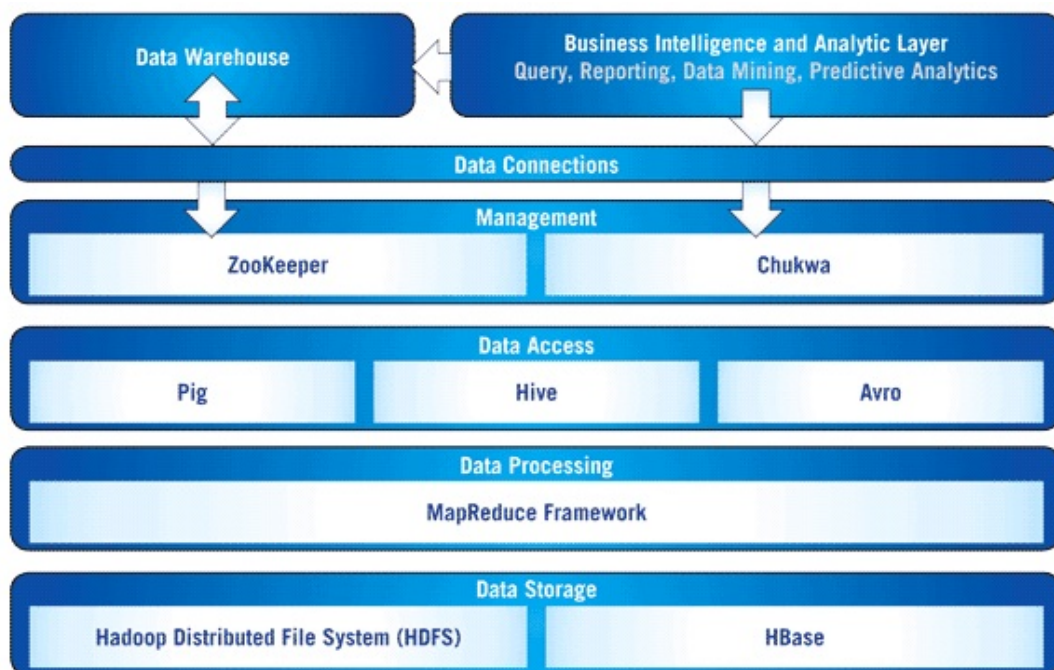 Data Warehouse
Business Intelligence and Analytic Layer
Query, Reporting, Data Mining, Predictive Analytics
Data Connections
Management
ZooKeeper
Chukwa
Data Access
Pig
Hive
Avro
Data Processing
MapReduce Framework
Data Storage
Hadoop Distributed File System (HDFS)
HBase